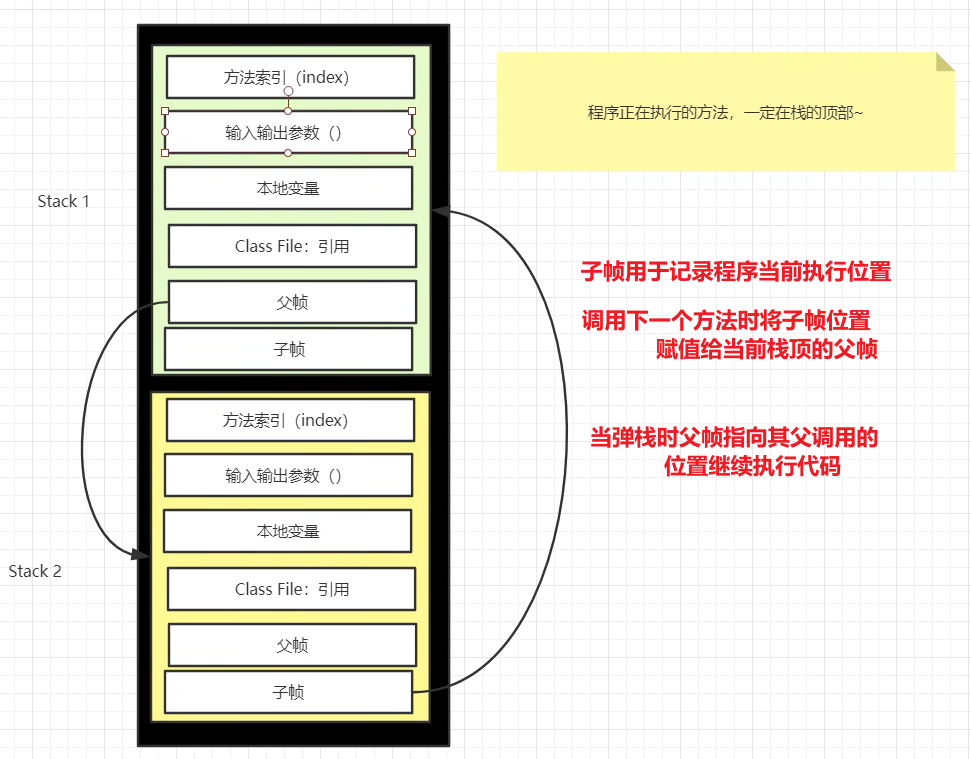 方法索引（index）
输入输出参数（）
本地变量
Class File：引用
父帧
子帧
Stack 1
方法索引（index）
输入输出参数（）
本地变量
Class File：引用
父帧
子帧
Stack 2
程序正在执行的方法，一定在栈的顶部~
子帧用于记录程序当前执行位置
调用下一个方法时将子帧位置
赋值给当前栈顶的父帧
当弹栈时父帧指向其父调用的
位置继续执行代码